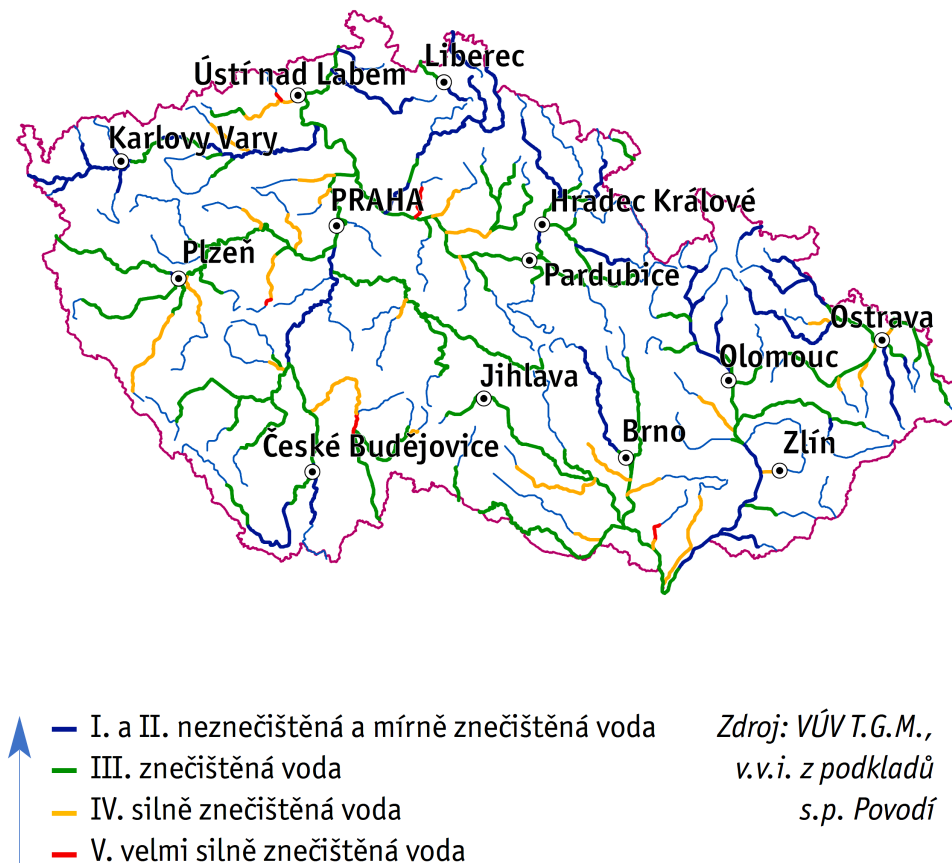 Liberec
Ústí nad Labem
Karlovy Vary
PRAHA
Hradec Králové
Plzeň
Pardubice
Ostrava
Olomouc
Jihlava
Brno
Zlín
České Budějovice
I. a II. neznečištěná a mírně znečištěná voda
III. znečištěná voda
IV. silně znečištěná voda
V. velmi silně znečištěná voda
Zdroj: VÚV T.G.M.,
v.v.i. z podkladů
s.p. Povodí